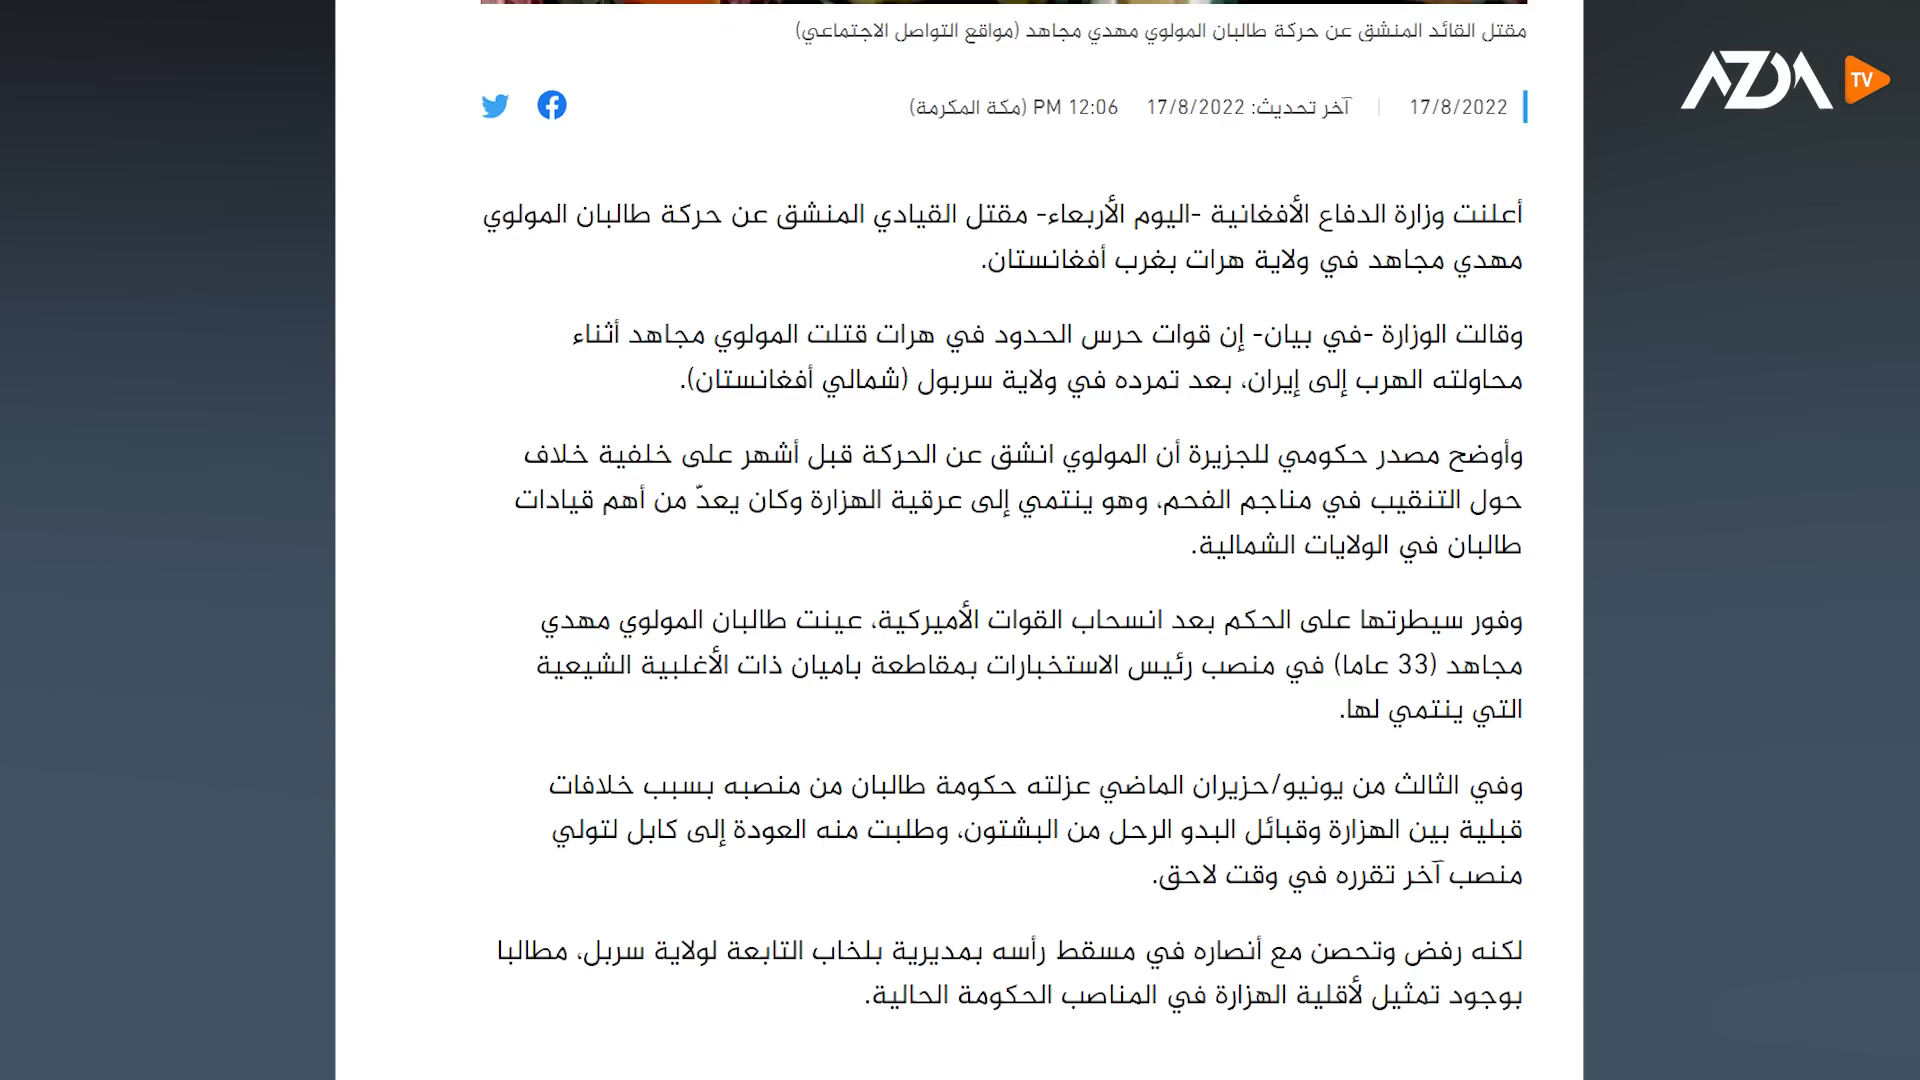 مقتل القائد المنشق عن حركة طالبان المولوي مهدي مجاهد (مواقع التواصل الاجتماعي)
AZDA TV
17/8/2022 | آخر تحديث: 17/8/2022 12:06 PM (مكة المكرمة)
أعلنت وزارة الدفاع الأفغانية -اليوم الأربعاء- مقتل القيادي المنشق عن حركة طالبان المولوي
مهدي مجاهد في ولاية هرات بغرب أفغانستان.
وقالت الوزارة -في بيان- إن قوات حرس الحدود في هرات قتلت المولوي مجاهد أثناء
محاولته الهرب إلى إيران، بعد تمرده في ولاية سربول (شمالي أفغانستان).
وأوضح مصدر حكومي للجزيرة أن المولوي انشق عن الحركة قبل أشهر على خلفية خلاف
حول التنقيب في مناجم الفحم، وهو ينتمي إلى عرقية الهزارة وكان يعدّ من أهم قيادات
طالبان في الولايات الشمالية.
وفور سيطرتها على الحكم بعد انسحاب القوات الأميركية، عينت طالبان المولوي مهدي
مجاهد (33 عاما) في منصب رئيس الاستخبارات بمقاطعة باميان ذات الأغلبية الشيعية
التي ينتمي لها.
وفي الثالث من يونيو/حزيران الماضي عزلته حكومة طالبان من منصبه بسبب خلافات
قبلية بين الهزارة وقبائل البدو الرحل من البشتون، وطلبت منه العودة إلى كابل لتولي
منصب آخر تقرره في وقت لاحق.
لكنه رفض وتحصن مع أنصاره في مسقط رأسه بمديرية بلخاب التابعة لولاية سربل، مطالبا
بوجود تمثيل لأقلية الهزارة في المناصب الحكومة الحالية.